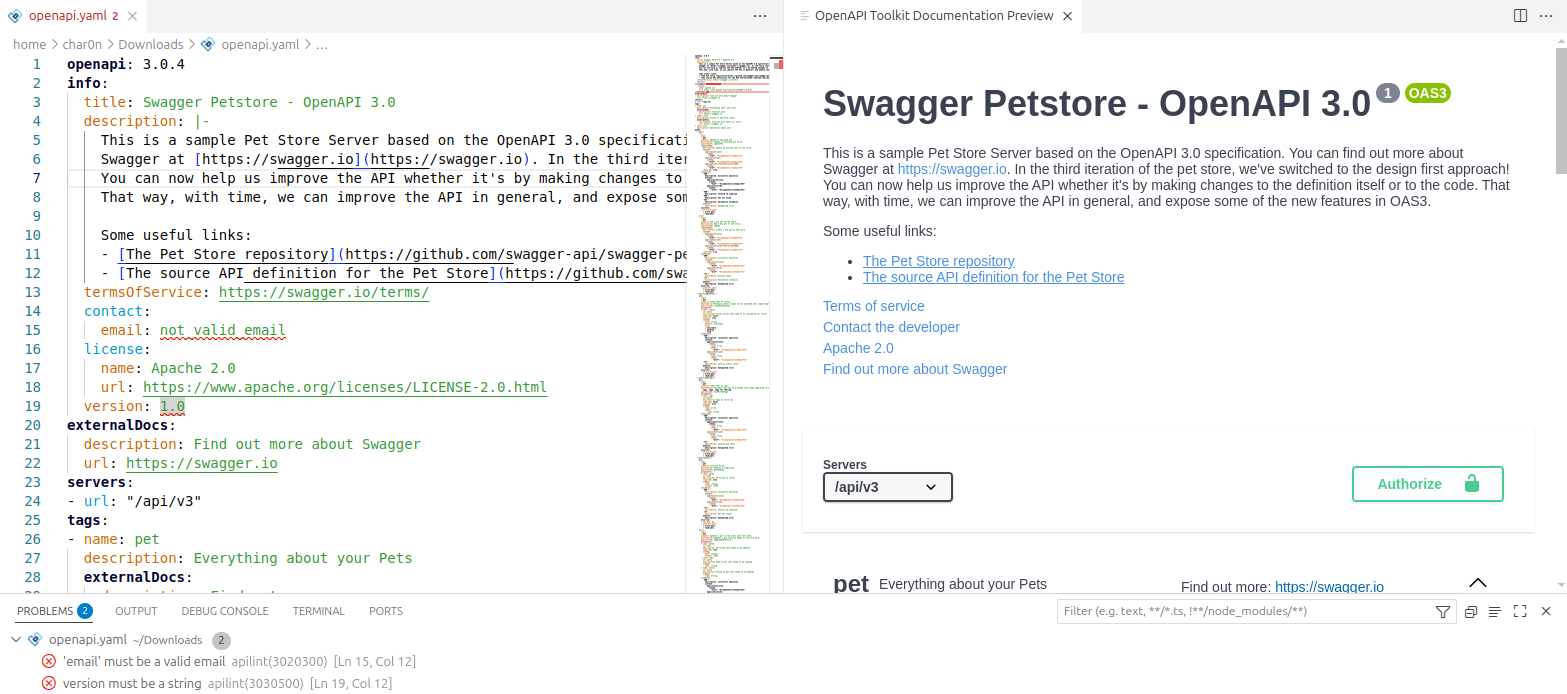 openapi.yaml 2
OpenAPI Toolkit Documentation Preview
home > char0n > Downloads > openapi.yaml > ...
1 openapi: 3.0.4
2 info:
3 title: Swagger Petstore - OpenAPI 3.0
4 description: |-
5 This is a sample Pet Store Server based on the OpenAPI 3.0 specificati
6 Swagger at [https://swagger.io](https://swagger.io). In the third iter
7 You can now help us improve the API whether it's by making changes to
8 That way, with time, we can improve the API in general, and expose som
9
10 Some useful links:
11 - [The Pet Store repository](https://github.com/swagger-api/swagger-pe
12 - [The source API definition for the Pet Store](https://github.com/swa
13 termsOfService: https://swagger.io/terms/
14 contact:
15 email: not_valid_email
16 license:
17 name: Apache 2.0
18 url: https://www.apache.org/licenses/LICENSE-2.0.html
19 version: 1.0
20 externalDocs:
21 description: Find out more about Swagger
22 url: https://swagger.io
23 servers:
24 - url: "/api/v3"
25 tags:
26 - name: pet
27 description: Everything about your Pets
28 externalDocs:
Swagger Petstore - OpenAPI 3.0 1 OAS3
This is a sample Pet Store Server based on the OpenAPI 3.0 specification. You can find out more about
Swagger at https://swagger.io. In the third iteration of the pet store, we've switched to the design first approach!
You can now help us improve the API whether it's by making changes to the definition itself or to the code. That
way, with time, we can improve the API in general, and expose some of the new features in OAS3.
Some useful links:
• The Pet Store repository
• The source API definition for the Pet Store
Terms of service
Contact the developer
Apache 2.0
Find out more about Swagger
Servers
/api/v3
Authorize
pet Everything about your Pets Find out more: https://swagger.io
PROBLEMS 2 OUTPUT DEBUG CONSOLE TERMINAL PORTS
Filter (e.g. text, **/*.ts, !**/node_modules/**)
openapi.yaml ~/Downloads 2
'email' must be a valid email apilint(3020300) [Ln 15, Col 12]
version must be a string apilint(3030500) [Ln 19, Col 12]